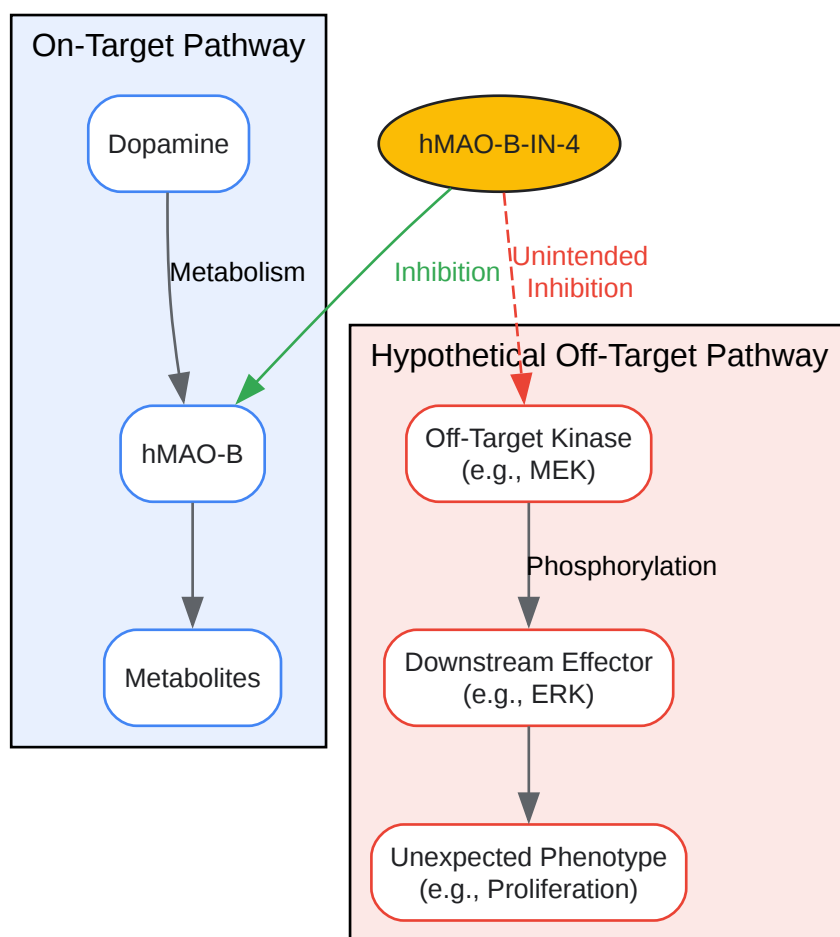 On-Target Pathway
Dopamine
hMAO-B-IN-4
Metabolism
Inhibition
Unintended
Inhibition
Hypothetical Off-Target Pathway
hMAO-B
Off-Target Kinase
(e.g., MEK)
Phosphorylation
Metabolites
Downstream Effector
(e.g., ERK)
Unexpected Phenotype
(e.g., Proliferation)